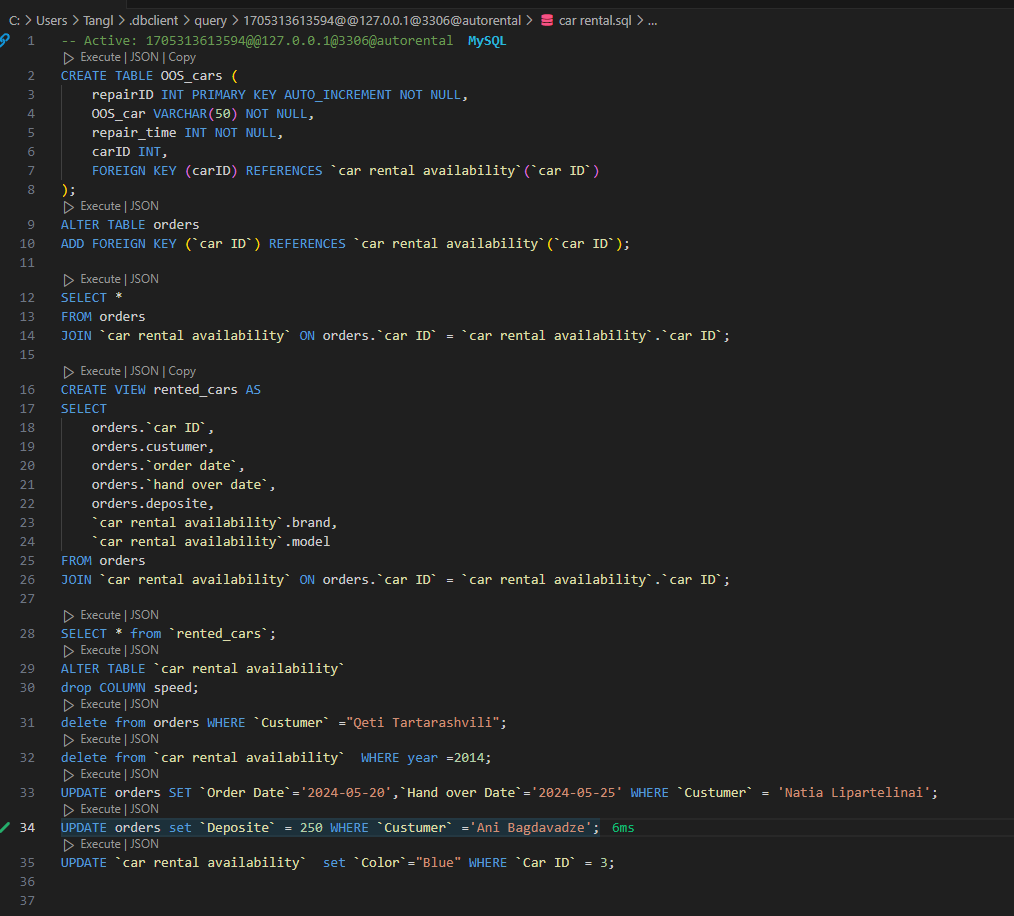 C: > Users > Tangl > .dbclient > query > 1705313613594@@127.0.0.1@3306@autorental > car rental.sql > ...
1 -- Active: 1705313613594@@127.0.0.1@3306@autorental MySQL
Execute | JSON | Copy
2 CREATE TABLE OOS_cars (
3 repairID INT PRIMARY KEY AUTO_INCREMENT NOT NULL,
4 OOS_car VARCHAR(50) NOT NULL,
5 repair_time INT NOT NULL,
6 carID INT,
7 FOREIGN KEY (carID) REFERENCES `car rental availability`(`car ID`)
8 );
Execute | JSON
9 ALTER TABLE orders
10 ADD FOREIGN KEY (`car ID`) REFERENCES `car rental availability`(`car ID`);
11
Execute | JSON
12 SELECT *
13 FROM orders
14 JOIN `car rental availability` ON orders.`car ID` = `car rental availability`.`car ID`;
15
Execute | JSON | Copy
16 CREATE VIEW rented_cars AS
17 SELECT
18 orders.`car ID`,
19 orders.custumer,
20 orders.`order date`,
21 orders.`hand over date`,
22 orders.deposite,
23 `car rental availability`.brand,
24 `car rental availability`.model
25 FROM orders
26 JOIN `car rental availability` ON orders.`car ID` = `car rental availability`.`car ID`;
27
Execute | JSON
28 SELECT * from `rented_cars`;
Execute | JSON
29 ALTER TABLE `car rental availability`
30 drop COLUMN speed;
Execute | JSON
31 delete from orders WHERE `Custumer` ="Qeti Tartarashvili";
Execute | JSON
32 delete from `car rental availability`  WHERE year =2014;
Execute | JSON
33 UPDATE orders SET `Order Date`='2024-05-20',`Hand over Date`='2024-05-25' WHERE `Custumer` = 'Natia Lipartelinai';
Execute | JSON
34 UPDATE orders set `Deposite` = 250 WHERE `Custumer` ='Ani Bagdavadze'; 6ms
Execute | JSON
35 UPDATE `car rental availability`  set `Color`="Blue" WHERE `Car ID` = 3;
36
37